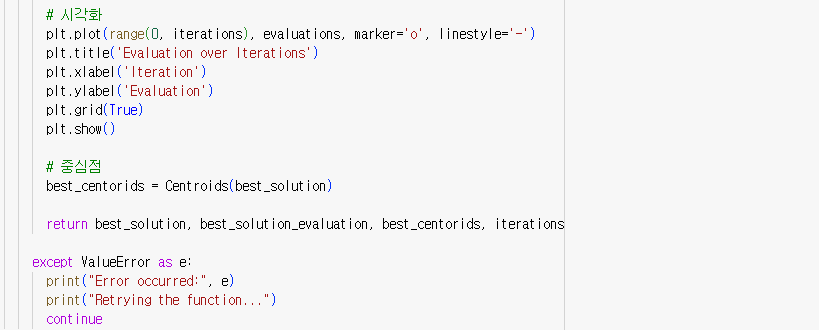 # 시각화
plt.plot(range(0, iterations), evaluations, marker='o', linestyle='-')
plt.title('Evaluation over Iterations')
plt.xlabel('Iteration')
plt.ylabel('Evaluation')
plt.grid(True)
plt.show()
# 중심점
best_centorids = Centroids(best_solution)
return best_solution, best_solution_evaluation, best_centorids, iterations
except ValueError as e:
print("Error occurred:", e)
print("Retrying the function...")
continue